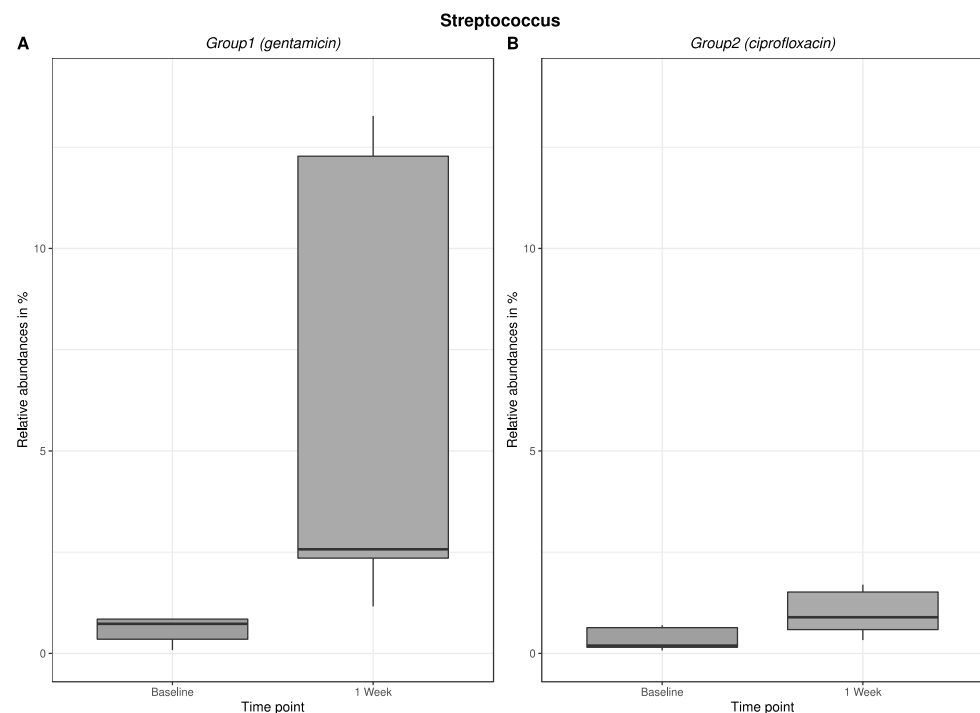 Streptococcus
A
Group1 (gentamicin)
Relative abundances in %
10
5
0
Baseline
1 Week
Time point
B
Group2 (ciprofloxacin)
Relative abundances in %
10
5
0
Baseline
1 Week
Time point